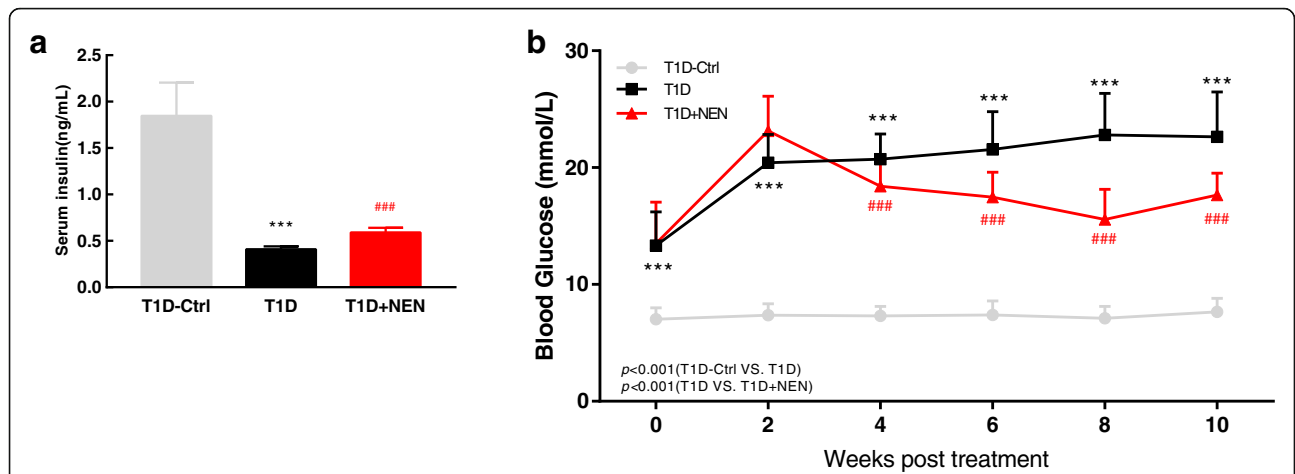 a
Serum insulin(ng/mL)
2.5
2.0
1.5
1.0
0.5
0.0
***
###
T1D-Ctrl T1D T1D+NEN
b
Blood Glucose (mmol/L)
30
20
10
0
T1D-Ctrl
T1D
T1D+NEN
*** *** *** *** *** ***
### ### ### ###
p<0.001(T1D-Ctrl VS. T1D)
p<0.001(T1D VS. T1D+NEN)
0 2 4 6 8 10
Weeks post treatment